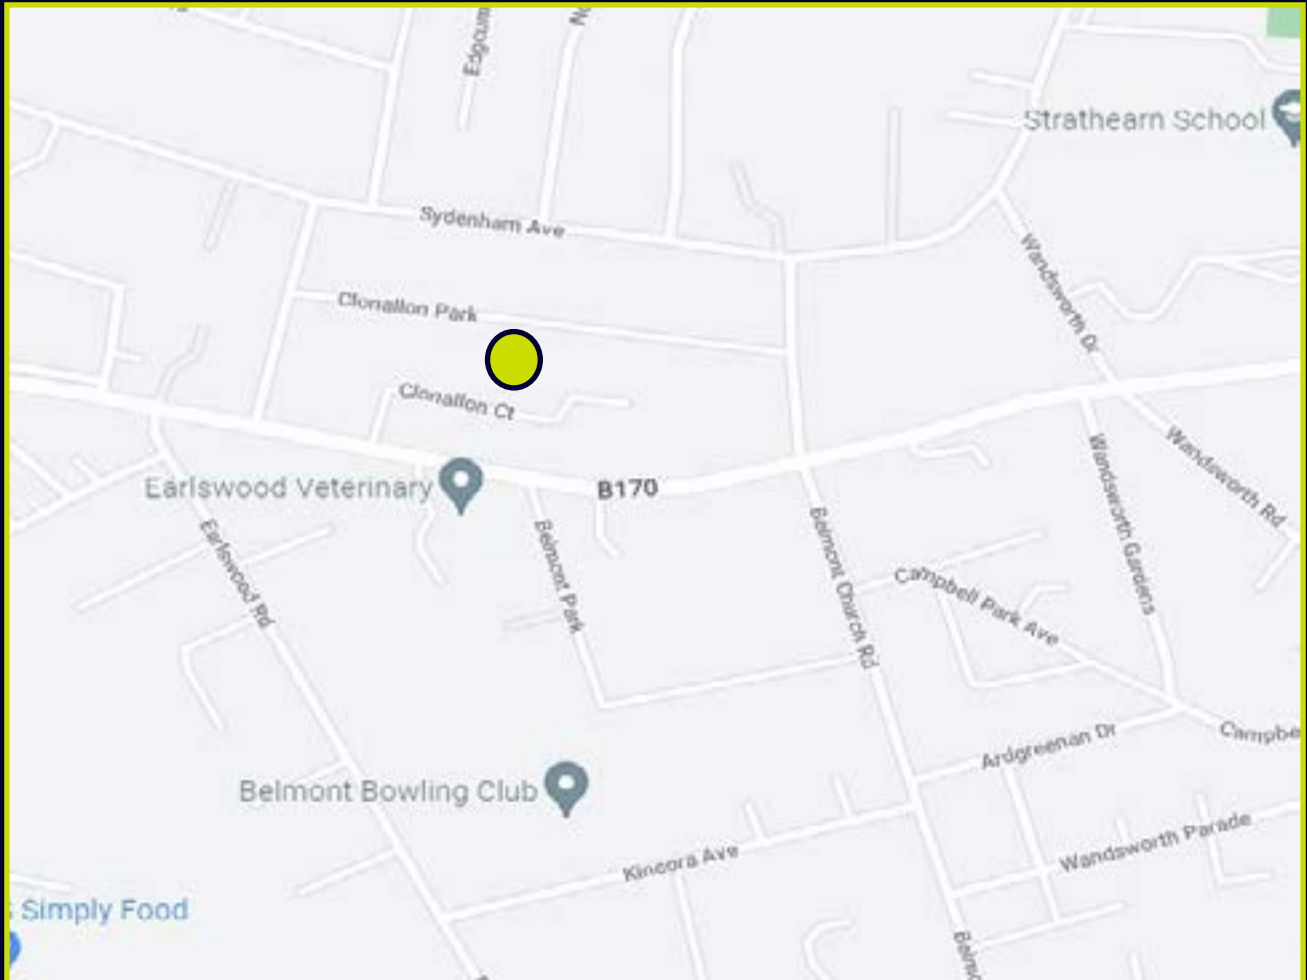 Strathearn School
Sydenham Ave
Wandsworth Dr
Clonallon Park
Clonallon Ct
Wandsworth Rd
Earlswood Veterinary
B170
Wandsworth Gardens
Earlswood Rd
Belmont Park
Belmont Church Rd
Campbell Park Ave
Ardgreenan Dr
Belmont Bowling Club
Kincora Ave
Wandsworth Parade
Simply Food